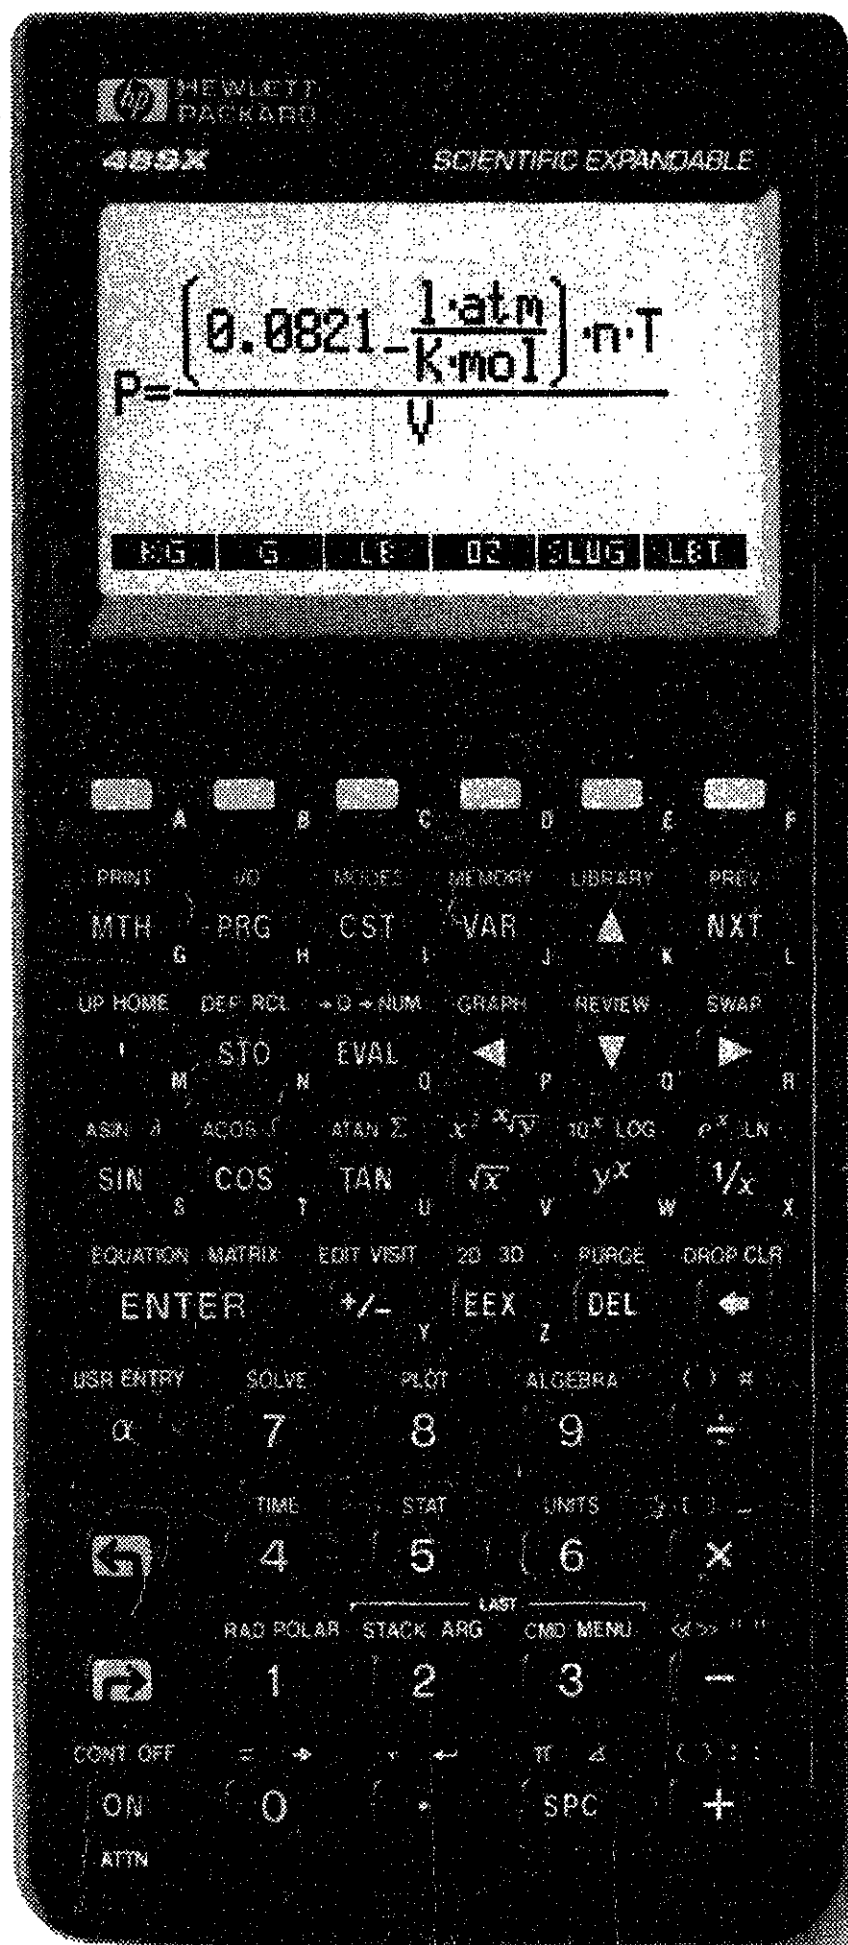 hp HEWLETT
PACKARD
48SX SCIENTIFIC EXPANDABLE
P=(0.0821_l·atm/K·mol)·n·T/V
KG G LB OZ SLUG LBT
A B C D E F
PRINT I/O MODES MEMORY LIBRARY PREV
MTH PRG CST VAR ▲ NXT
G H I J K L
UP HOME DEF RCL →Q →NUM GRAPH REVIEW SWAP
' STO EVAL ◀ ▼ ▶
M N O P Q R
ASIN ∂ ACOS ∫ ATAN Σ x² ˣ√y 10ˣ LOG eˣ LN
SIN COS TAN √x yˣ 1/x
S T U V W X
EQUATION MATRIX EDIT VISIT 2D 3D PURGE DROP CLR
ENTER +/− EEX DEL ⬅
Y Z
USR ENTRY SOLVE PLOT ALGEBRA ( ) #
α 7 8 9 ÷
TIME STAT UNITS [ ] _
4 5 6 ×
LAST
RAD POLAR STACK ARG CMD MENU «» " "
1 2 3 −
CONT OFF = → , ↵ π ∠ { } : :
ON 0 . SPC +
ATTN